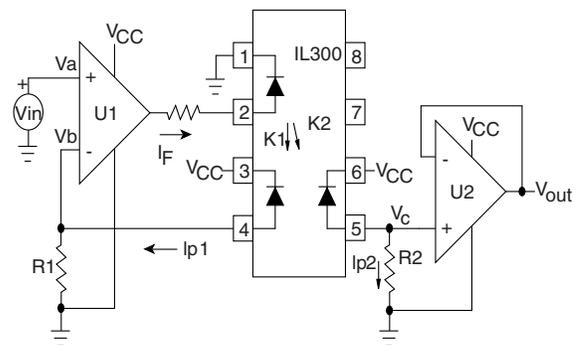 VCC
1
IL300
8
Va
+
+
Vin
U1
2
7
VCC
K1
K2
Vb
-
IF
-
VCC
3
6
VCC
U2
Vout
4
5
Vc
+
Ip1
R1
Ip2
R2